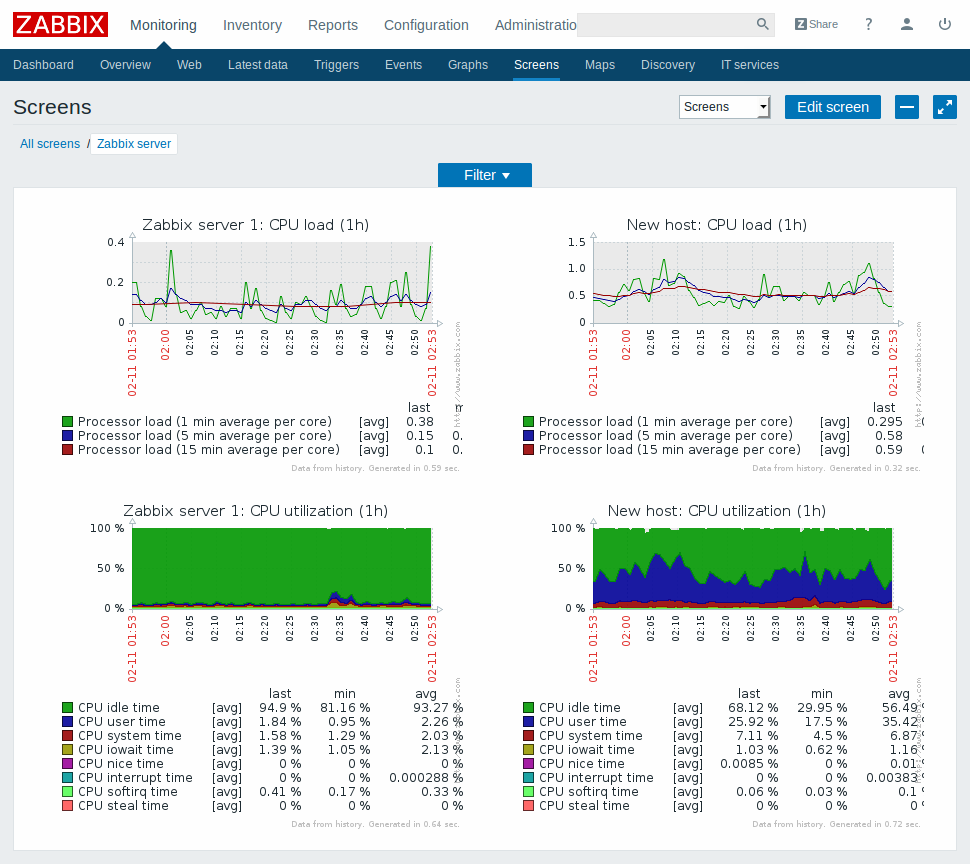 ZABBIX Monitoring Inventory Reports Configuration Administratio Z Share ?
Dashboard Overview Web Latest data Triggers Events Graphs Screens Maps Discovery IT services
Screens Screens Edit screen
All screens / Zabbix server
Filter
Zabbix server 1: CPU load (1h)
0.4
0.2
0
02-11 01:53 02:00 02:05 02:10 02:15 02:20 02:25 02:30 02:35 02:40 02:45 02:50 02-11 02:53
http://www.zabbix.com
last
Processor load (1 min average per core) [avg] 0.38
Processor load (5 min average per core) [avg] 0.15 0.
Processor load (15 min average per core) [avg] 0.1 0.
Data from history. Generated in 0.59 sec.
New host: CPU load (1h)
1.5
1.0
0.5
0
02-11 01:53 02:00 02:05 02:10 02:15 02:20 02:25 02:30 02:35 02:40 02:45 02:50 02-11 02:53
http://www.zabbix.com
last
Processor load (1 min average per core) [avg] 0.295
Processor load (5 min average per core) [avg] 0.58
Processor load (15 min average per core) [avg] 0.59
Data from history. Generated in 0.32 sec.
Zabbix server 1: CPU utilization (1h)
100 %
50 %
0 %
02-11 01:53 02:00 02:05 02:10 02:15 02:20 02:25 02:30 02:35 02:40 02:45 02:50 02-11 02:53
http://www.zabbix.com
last min avg
CPU idle time [avg] 94.9 % 81.16 % 93.27 %
CPU user time [avg] 1.84 % 0.95 % 2.26 %
CPU system time [avg] 1.58 % 1.29 % 2.03 %
CPU iowait time [avg] 1.39 % 1.05 % 2.13 %
CPU nice time [avg] 0 % 0 % 0 %
CPU interrupt time [avg] 0 % 0 % 0.000288 %
CPU softirq time [avg] 0.41 % 0.17 % 0.33 %
CPU steal time [avg] 0 % 0 % 0 %
Data from history. Generated in 0.64 sec.
New host: CPU utilization (1h)
100 %
50 %
0 %
02-11 01:53 02:00 02:05 02:10 02:15 02:20 02:25 02:30 02:35 02:40 02:45 02:50 02-11 02:53
http://www.zabbix.com
last min avg
CPU idle time [avg] 68.12 % 29.95 % 56.49
CPU user time [avg] 25.92 % 17.5 % 35.42
CPU system time [avg] 7.11 % 4.5 % 6.87
CPU iowait time [avg] 1.03 % 0.62 % 1.16
CPU nice time [avg] 0.0085 % 0 % 0.01
CPU interrupt time [avg] 0 % 0 % 0.00383
CPU softirq time [avg] 0.06 % 0.03 % 0.1
CPU steal time [avg] 0 % 0 % 0
Data from history. Generated in 0.72 sec.